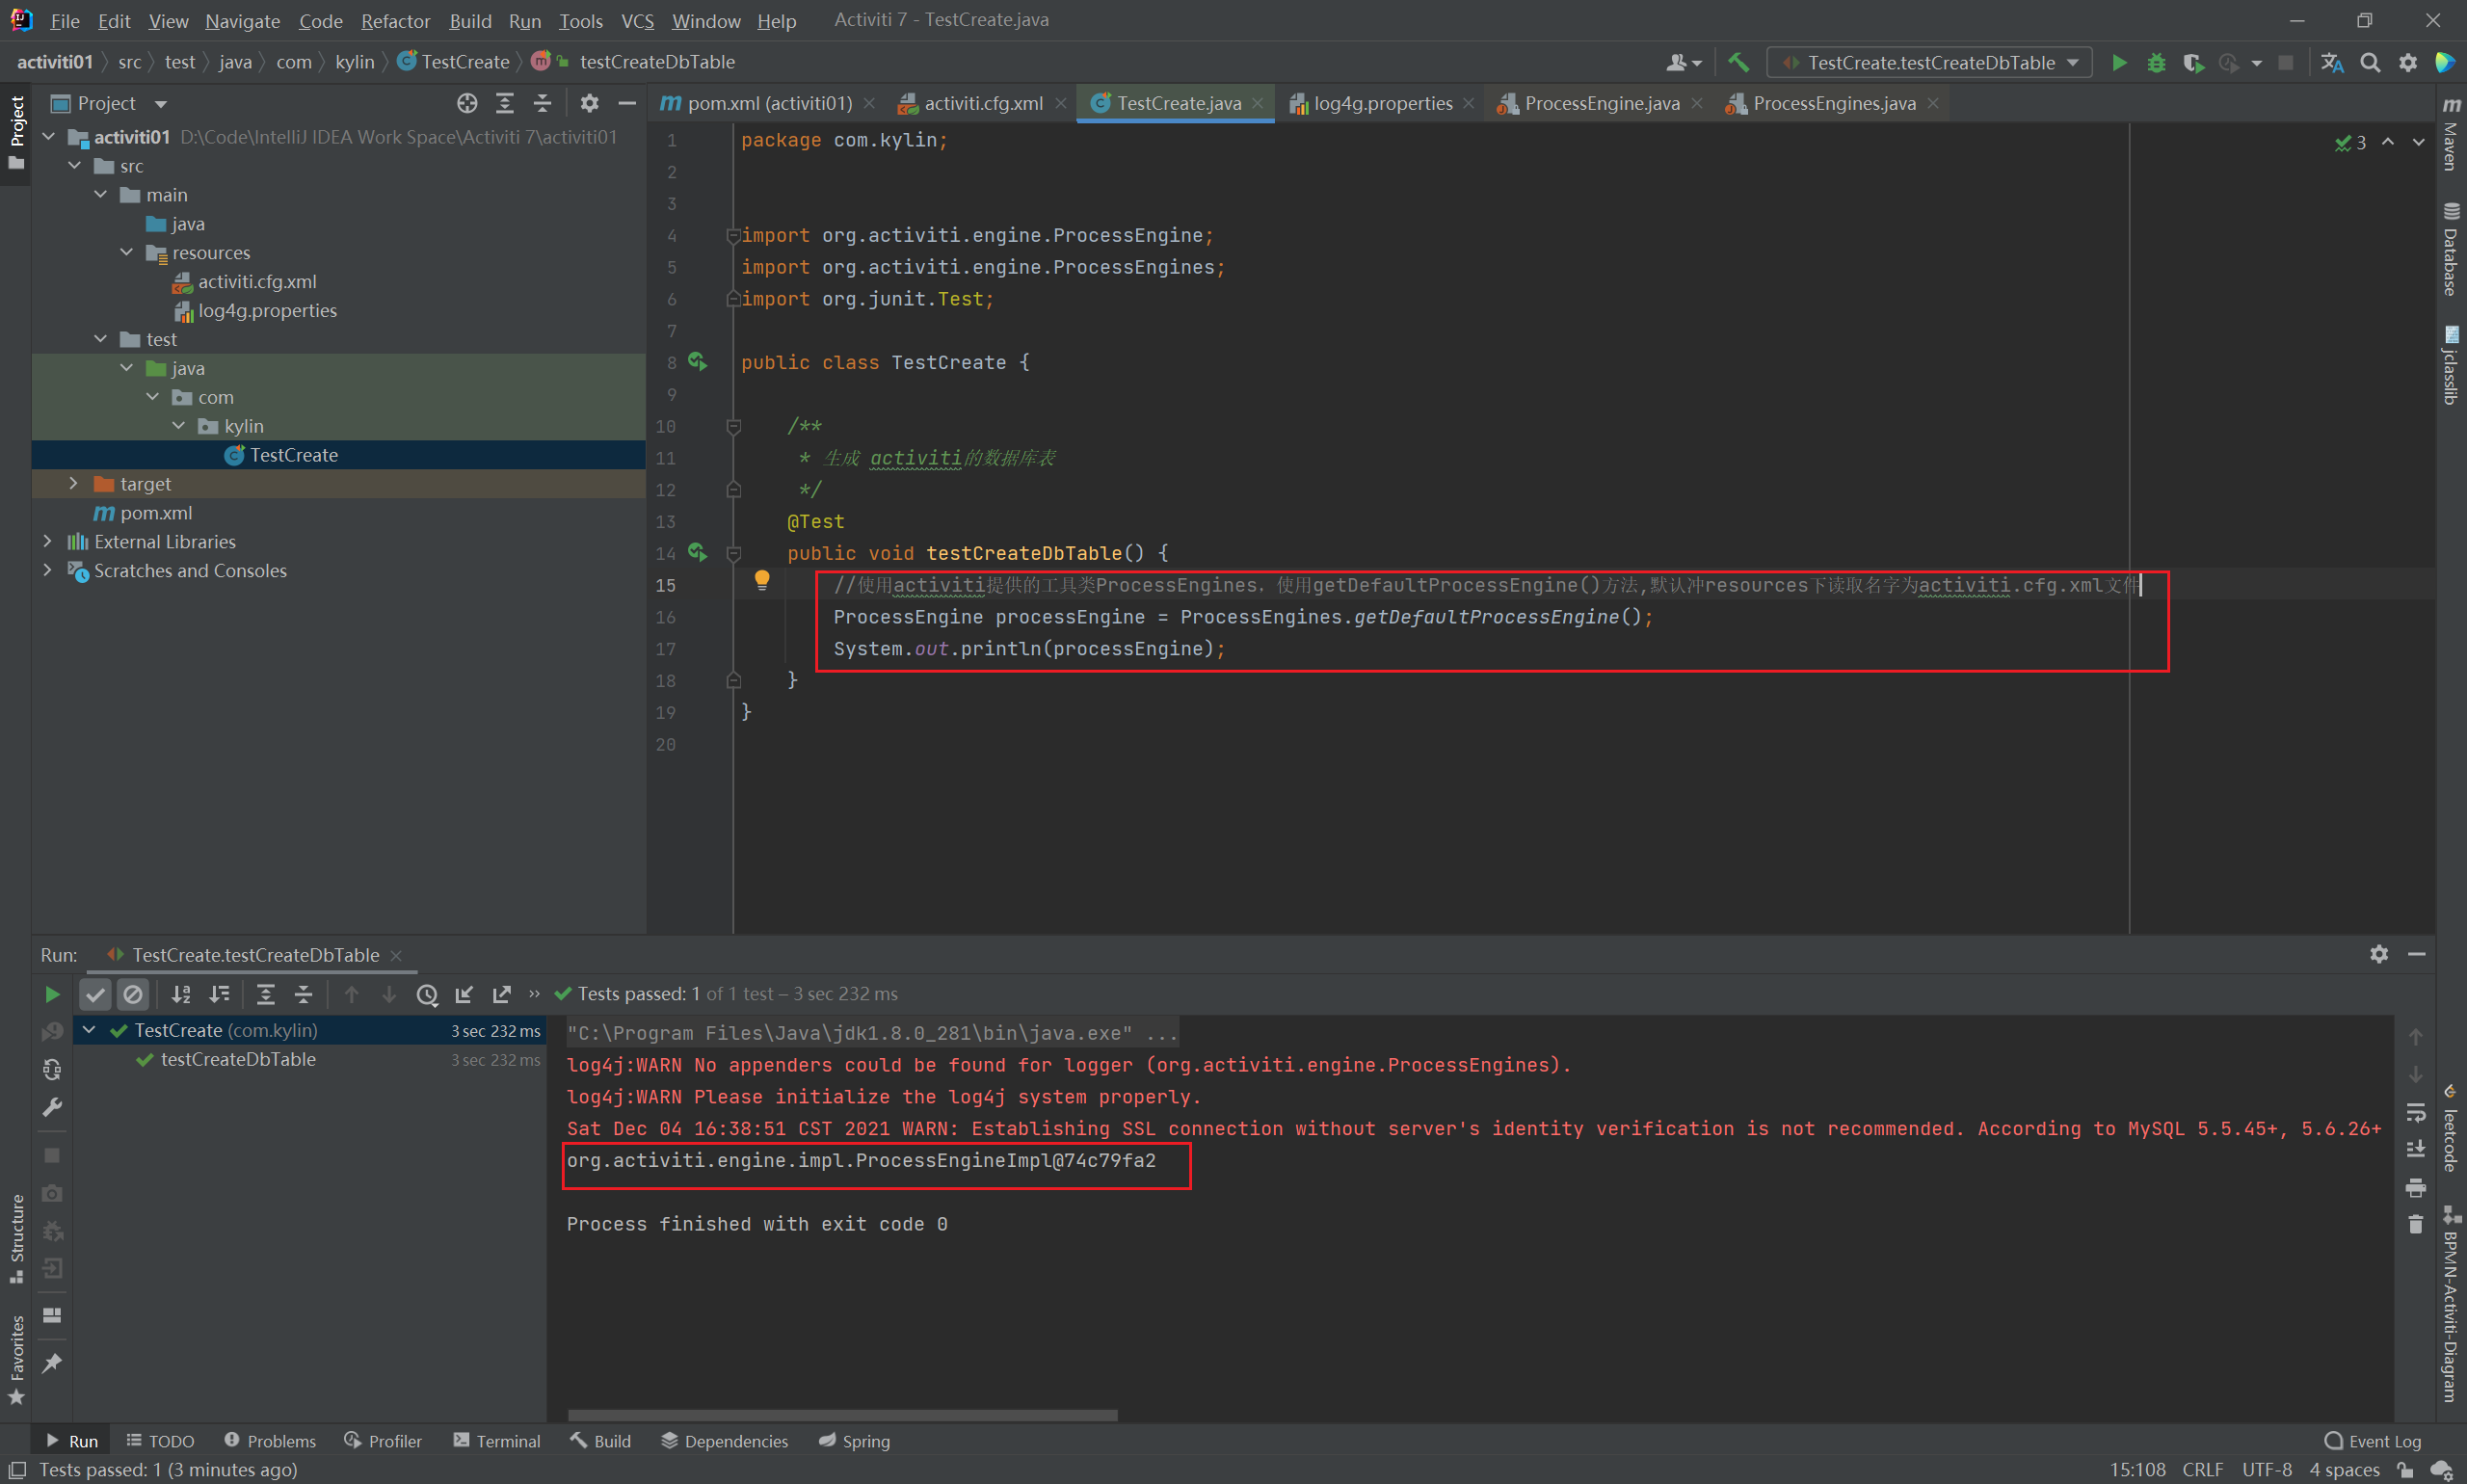 File Edit View Navigate Code Refactor Build Run Tools VCS Window Help Activiti 7 - TestCreate.java
activiti01 src test java com kylin TestCreate testCreateDbTable
TestCreate.testCreateDbTable
Project
pom.xml (activiti01) activiti.cfg.xml TestCreate.java log4g.properties ProcessEngine.java ProcessEngines.java
activiti01 D:\Code\IntelliJ IDEA Work Space\Activiti 7\activiti01
src
main
java
resources
activiti.cfg.xml
log4g.properties
test
java
com
kylin
TestCreate
target
pom.xml
External Libraries
Scratches and Consoles
1 package com.kylin;
2
3
4 import org.activiti.engine.ProcessEngine;
5 import org.activiti.engine.ProcessEngines;
6 import org.junit.Test;
7
8 public class TestCreate {
9
10 /**
11 * 生成 activiti的数据库表
12 */
13 @Test
14 public void testCreateDbTable() {
15 //使用activiti提供的工具类ProcessEngines，使用getDefaultProcessEngine()方法,默认冲resources下读取名字为activiti.cfg.xml文件
16 ProcessEngine processEngine = ProcessEngines.getDefaultProcessEngine();
17 System.out.println(processEngine);
18 }
19 }
20
3
Project
Structure
Favorites
Maven
Database
jclasslib
leetcode
BPMN-Activiti-Diagram
Run: TestCreate.testCreateDbTable
Tests passed: 1 of 1 test – 3 sec 232 ms
TestCreate (com.kylin) 3 sec 232 ms
testCreateDbTable 3 sec 232 ms
"C:\Program Files\Java\jdk1.8.0_281\bin\java.exe" ...
log4j:WARN No appenders could be found for logger (org.activiti.engine.ProcessEngines).
log4j:WARN Please initialize the log4j system properly.
Sat Dec 04 16:38:51 CST 2021 WARN: Establishing SSL connection without server's identity verification is not recommended. According to MySQL 5.5.45+, 5.6.26+
org.activiti.engine.impl.ProcessEngineImpl@74c79fa2
Process finished with exit code 0
Run TODO Problems Profiler Terminal Build Dependencies Spring Event Log
Tests passed: 1 (3 minutes ago) 15:108 CRLF UTF-8 4 spaces